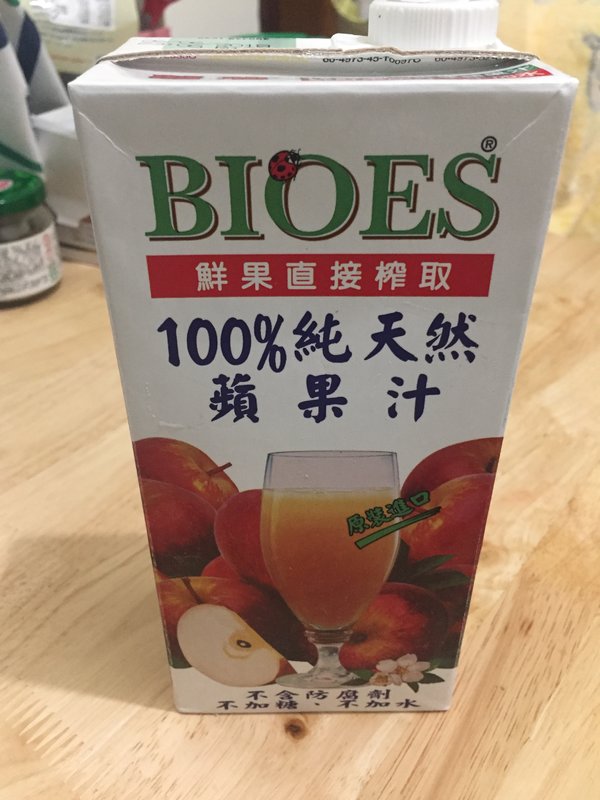 BIOES®
鮮果直接榨取
100%純天然
蘋果汁
原裝進口
不含防腐劑
不加糖、不加水